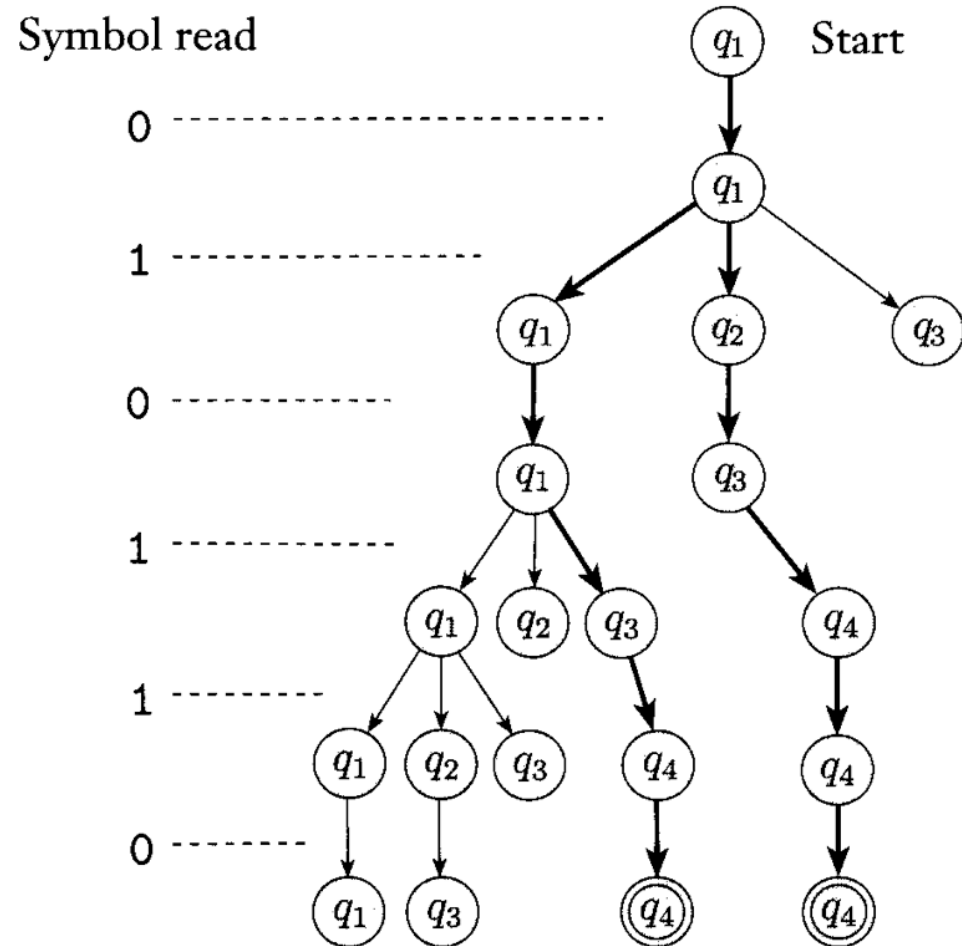 Symbol read q₁ Start
0
q₁
1
q₁ q₂ q₃
0
q₁ q₃
1
q₁ q₂ q₃ q₄
1
q₁ q₂ q₃ q₄ q₄
0
q₁ q₃ q₄ q₄